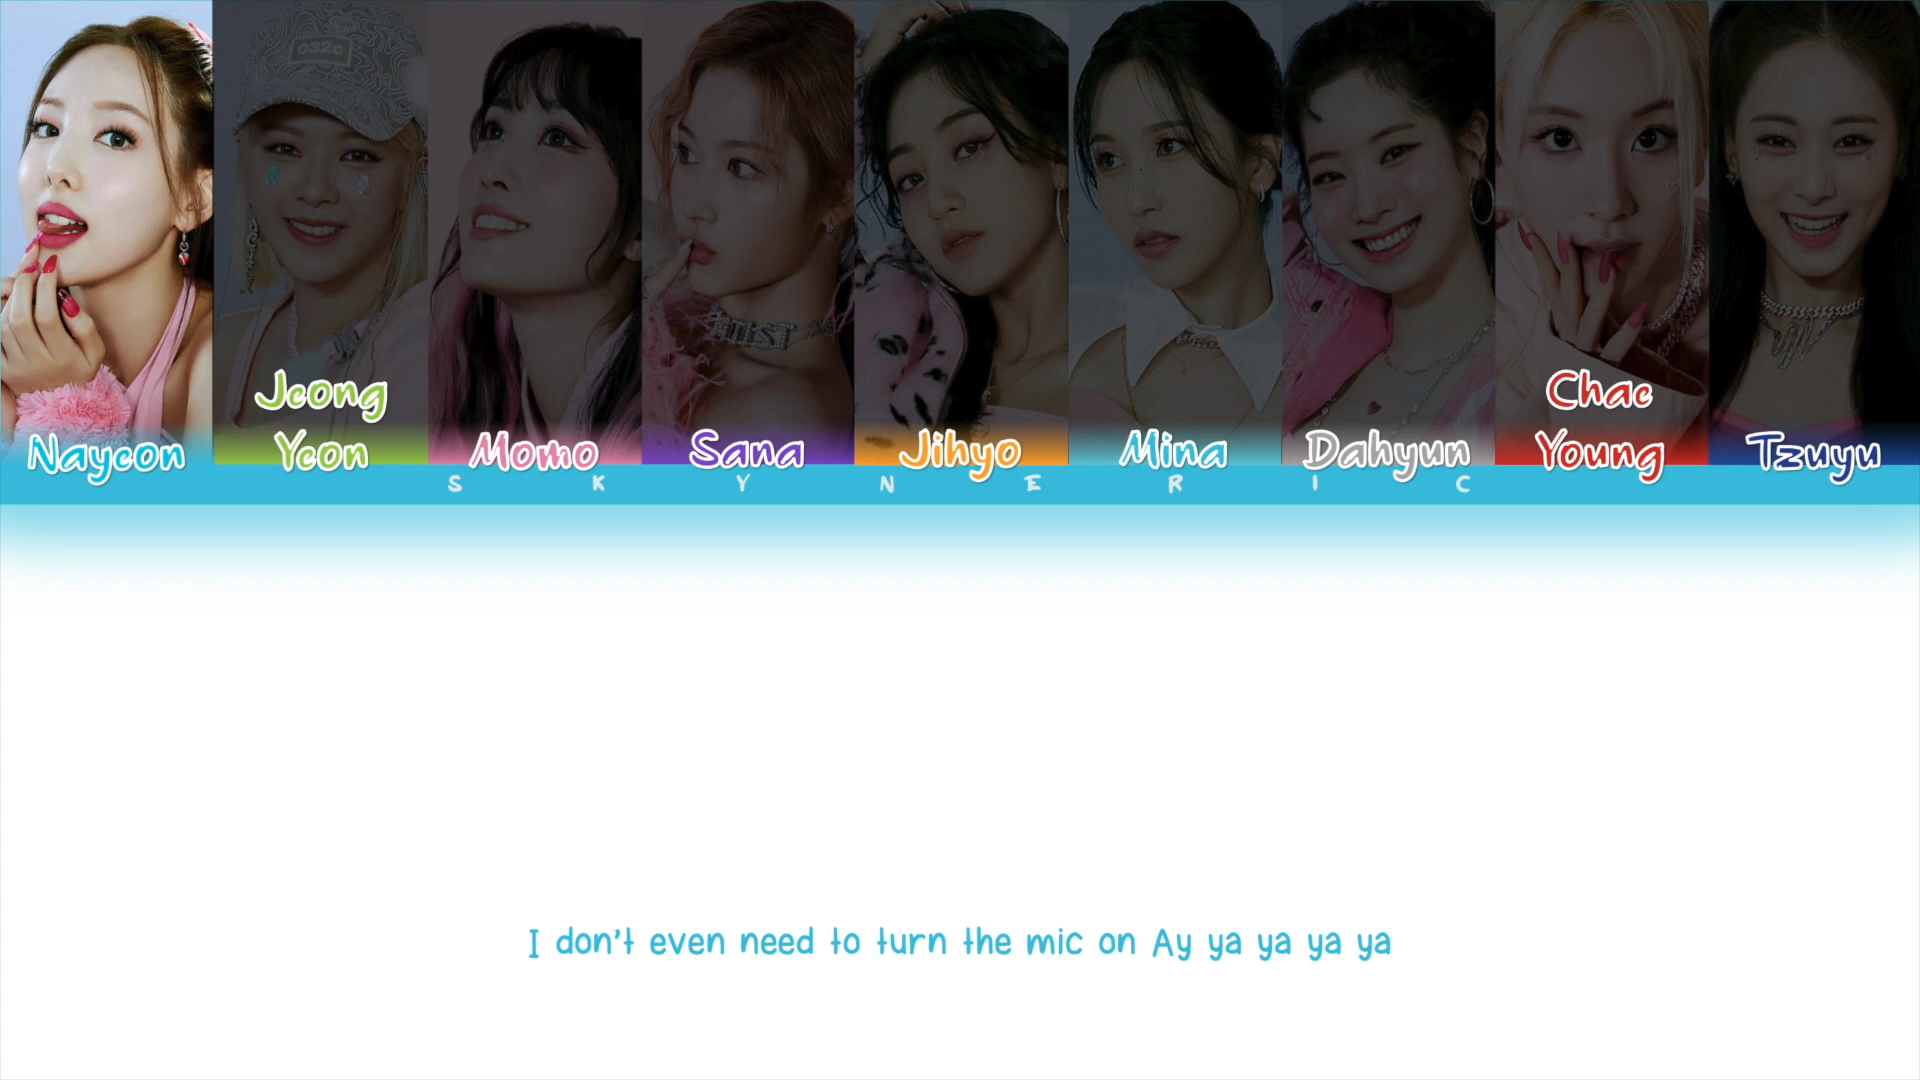 032c
Nayeon
Jeong
Yeon
Momo
Sana
Jihyo
Mina
Dahyun
Chae
Young
Tzuyu
S K Y N E R I C
I don't even need to turn the mic on Ay ya ya ya ya